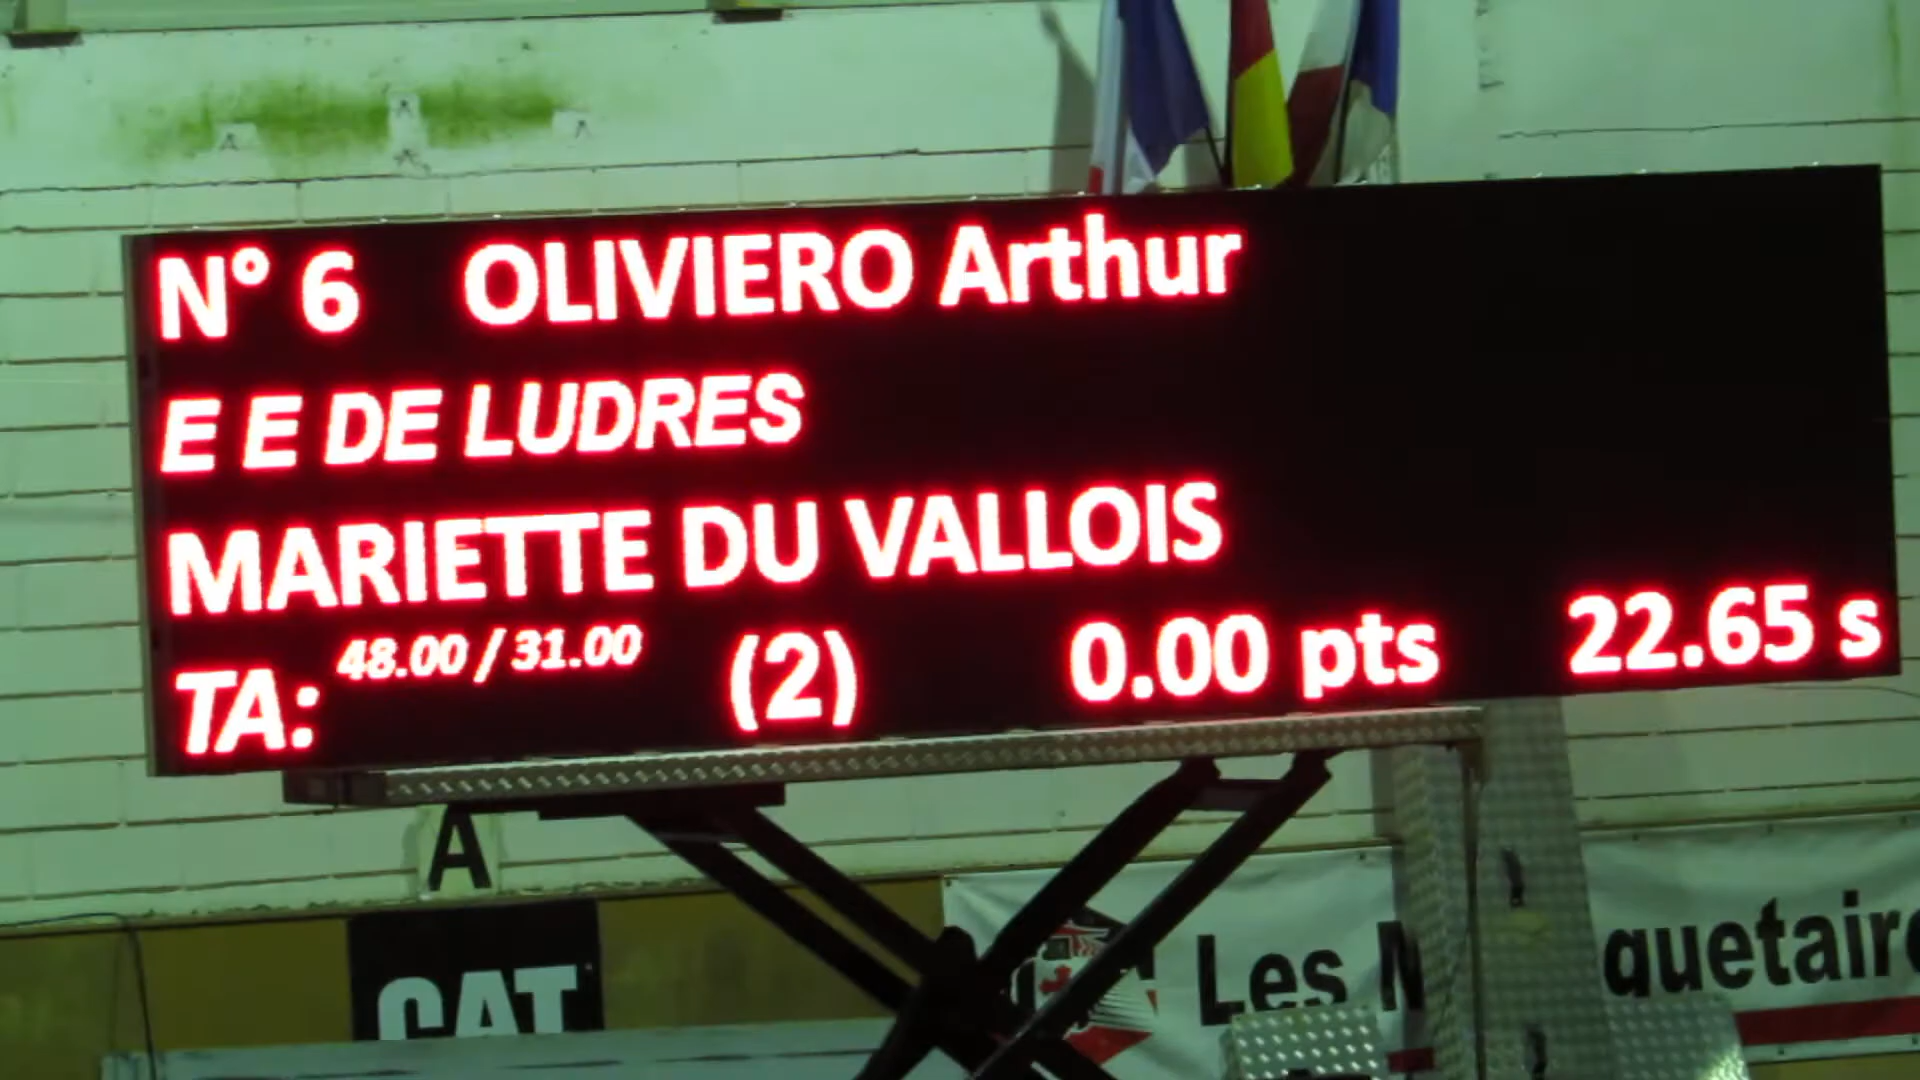 N° 6 OLIVIERO Arthur
E E DE LUDRES
MARIETTE DU VALLOIS
TA: 48.00 / 31.00 (2) 0.00 pts 22.65 s
A
CAT
Les M quetaire